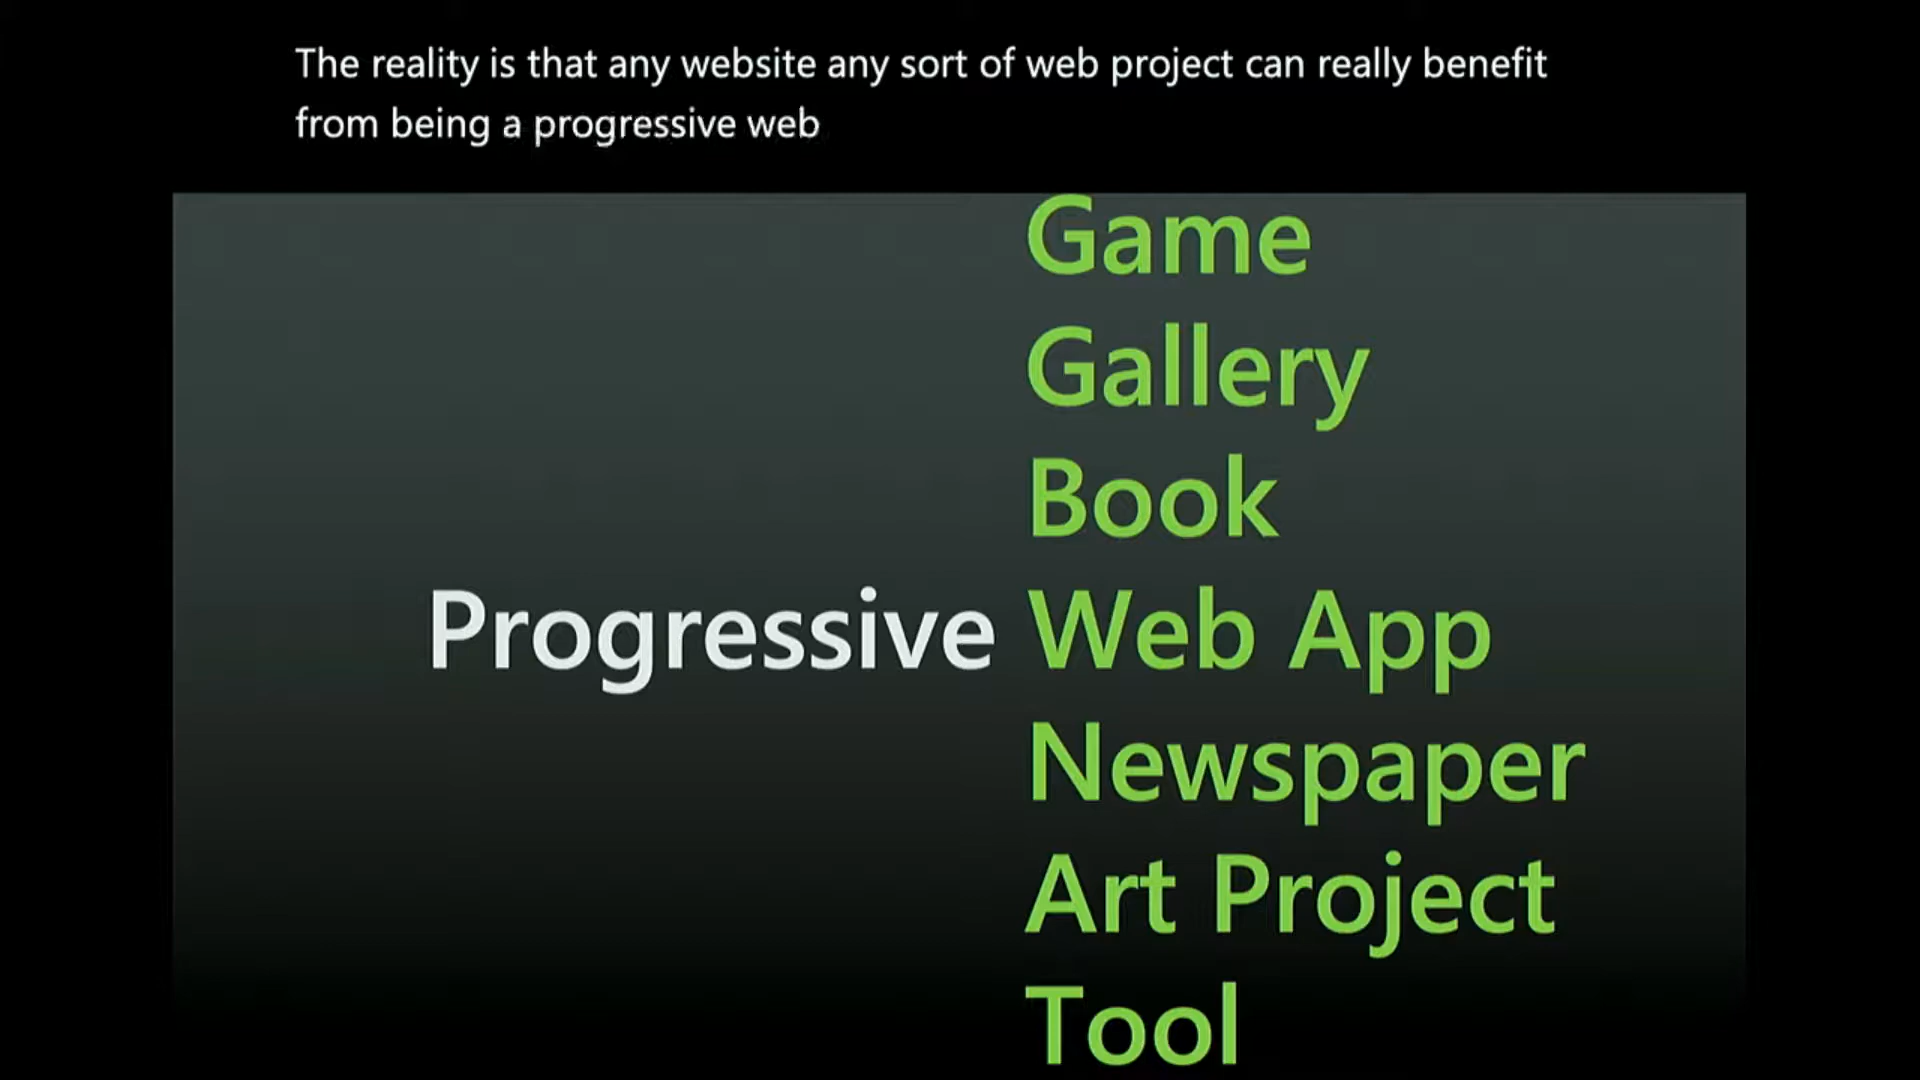 The reality is that any website any sort of web project can really benefit
from being a progressive web
Game
Gallery
Book
Progressive Web App
Newspaper
Art Project
Tool